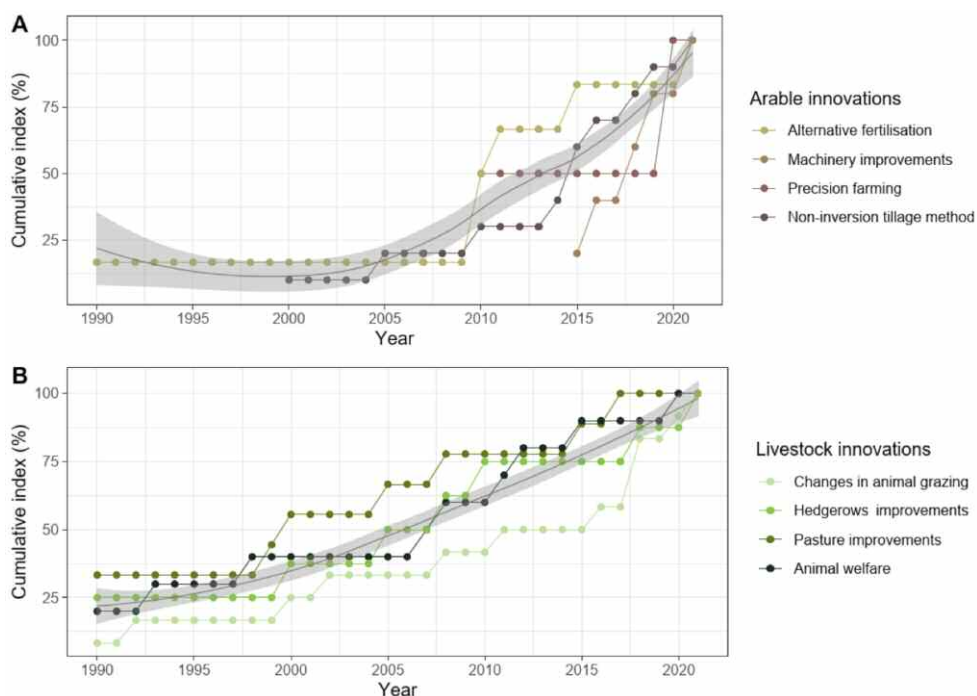 A
Cumulative index (%)
100
75
50
25
1990 1995 2000 2005 2010 2015 2020
Year
Arable innovations
Alternative fertilisation
Machinery improvements
Precision farming
Non-inversion tillage method
B
Cumulative index (%)
100
75
50
25
1990 1995 2000 2005 2010 2015 2020
Year
Livestock innovations
Changes in animal grazing
Hedgerows improvements
Pasture improvements
Animal welfare